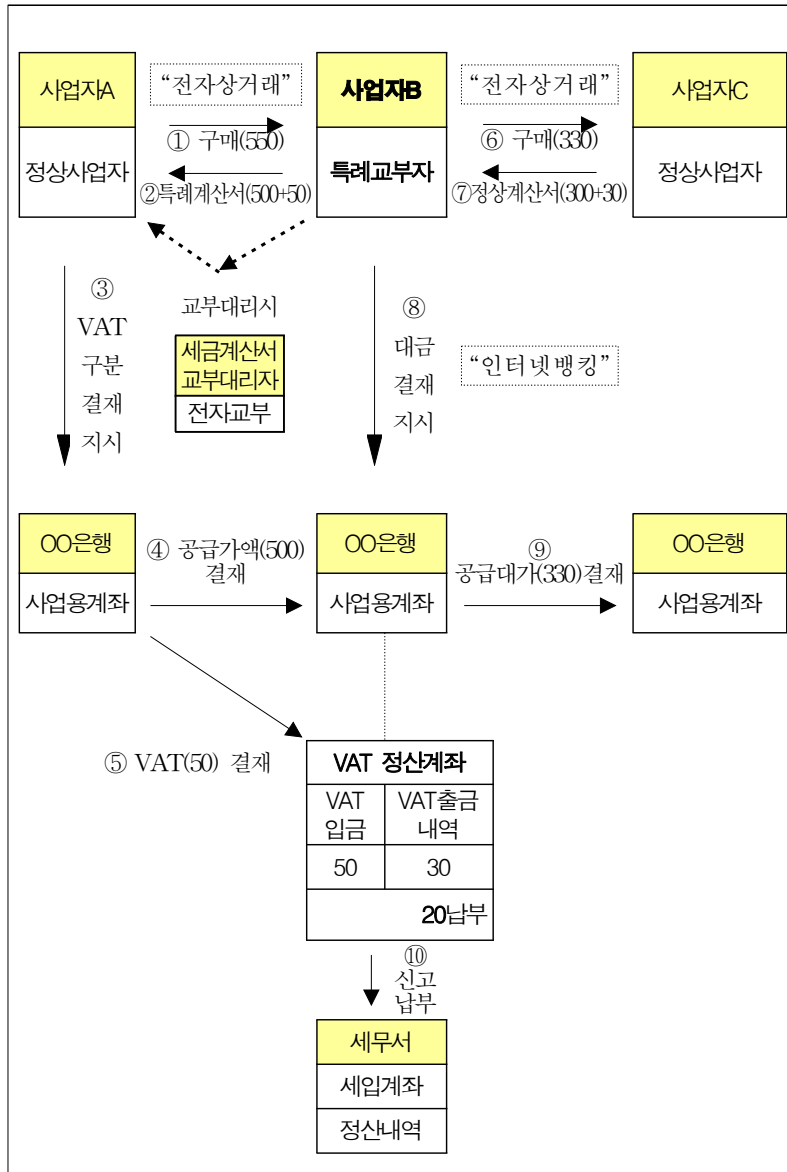 사업자A
“전자상거래”
사업자B
“전자상거래”
사업자C
① 구매(550)
⑥ 구매(330)
정상사업자
특례교부자
정상사업자
②특례계산서(500+50)
⑦정상계산서(300+30)
③
VAT
구분
결재
지시
교부대리시
세금계산서
교부대리자
전자교부
⑧
대금
결재
지시
“인터넷뱅킹”
OO은행
④ 공급가액(500)
결재
OO은행
⑨
공급대가(330)결재
OO은행
사업용계좌
사업용계좌
사업용계좌
⑤ VAT(50) 결재
VAT 정산계좌
VAT
입금
VAT출금
내역
50
30
20납부
⑩
신고
납부
세무서
세입계좌
정산내역